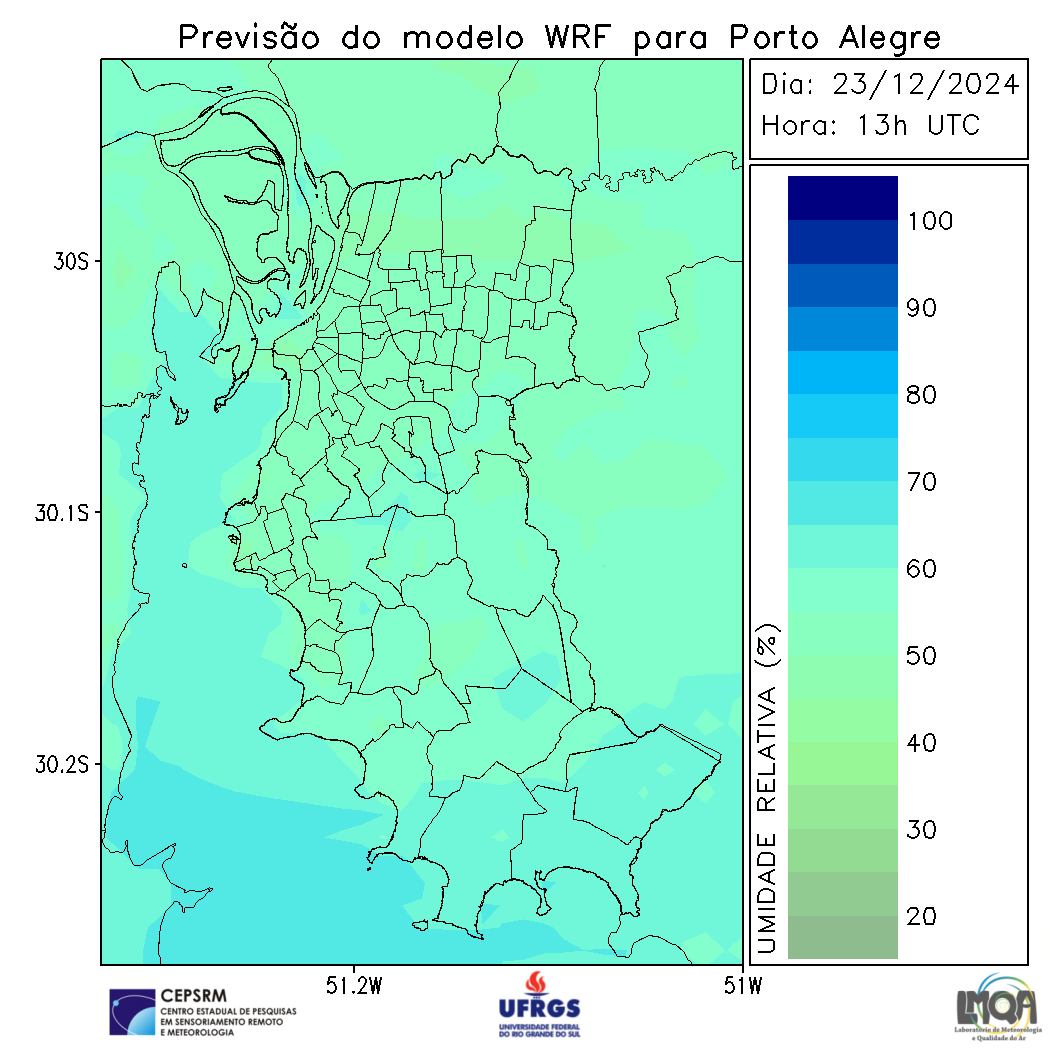 Previsão do modelo WRF para Porto Alegre
Dia: 23/12/2024
Hora: 13h UTC
100
90
80
70
60
50
40
30
20
UMIDADE RELATIVA (%)
30S
30.1S
30.2S
51.2W
51W
CEPSRM
CENTRO ESTADUAL DE PESQUISAS
EM SENSORIAMENTO REMOTO
E METEOROLOGIA
UFRGS
UNIVERSIDADE FEDERAL
DO RIO GRANDE DO SUL
LMQA
Laboratório de Meteorologia
e Qualidade do Ar